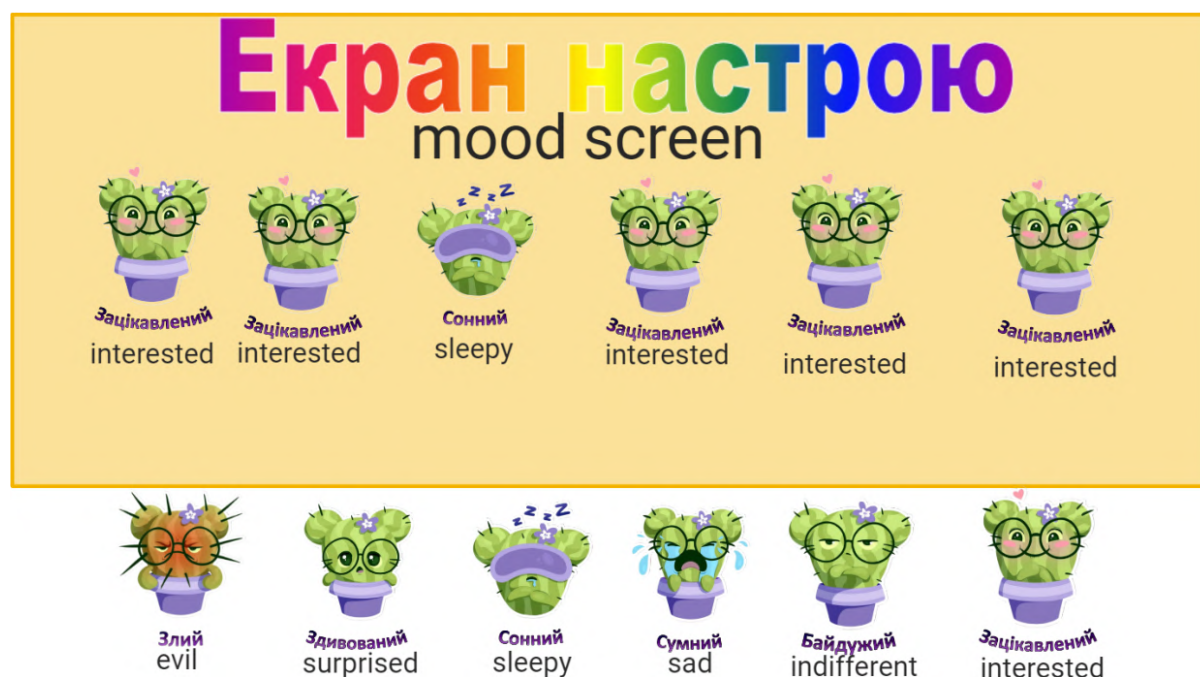 Екран настрою
mood screen
Z Z Z Z
Зацікавлений Зацікавлений Сонний Зацікавлений Зацікавлений Зацікавлений
interested interested sleepy interested interested interested
Z Z Z Z
Злий Здивований Сонний Сумний Байдужий Зацікавлений
evil surprised sleepy sad indifferent interested